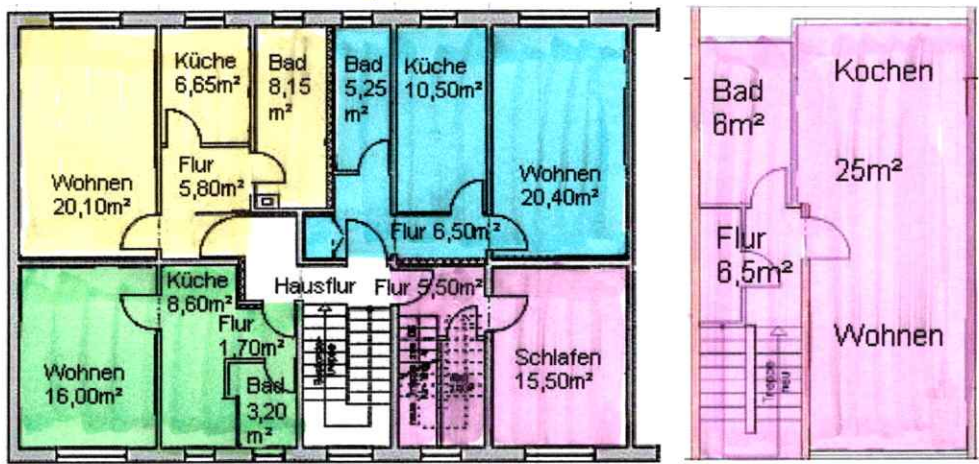 Küche
6,65m²
Bad
8,15
m²
Bad
5,25
m²
Küche
10,50m²
Flur
5,80m²
Wohnen
20,10m²
Wohnen
20,40m²
Flur 6,50m²
Küche
8,60m²
Hausflur
Flur 5,50m²
Flur
1,70m²
Wohnen
16,00m²
Bad
3,20
m²
Schlafen
15,50m²
Kochen
Bad
6m²
25m²
Flur
6,5m²
Wohnen
Treppe
neu